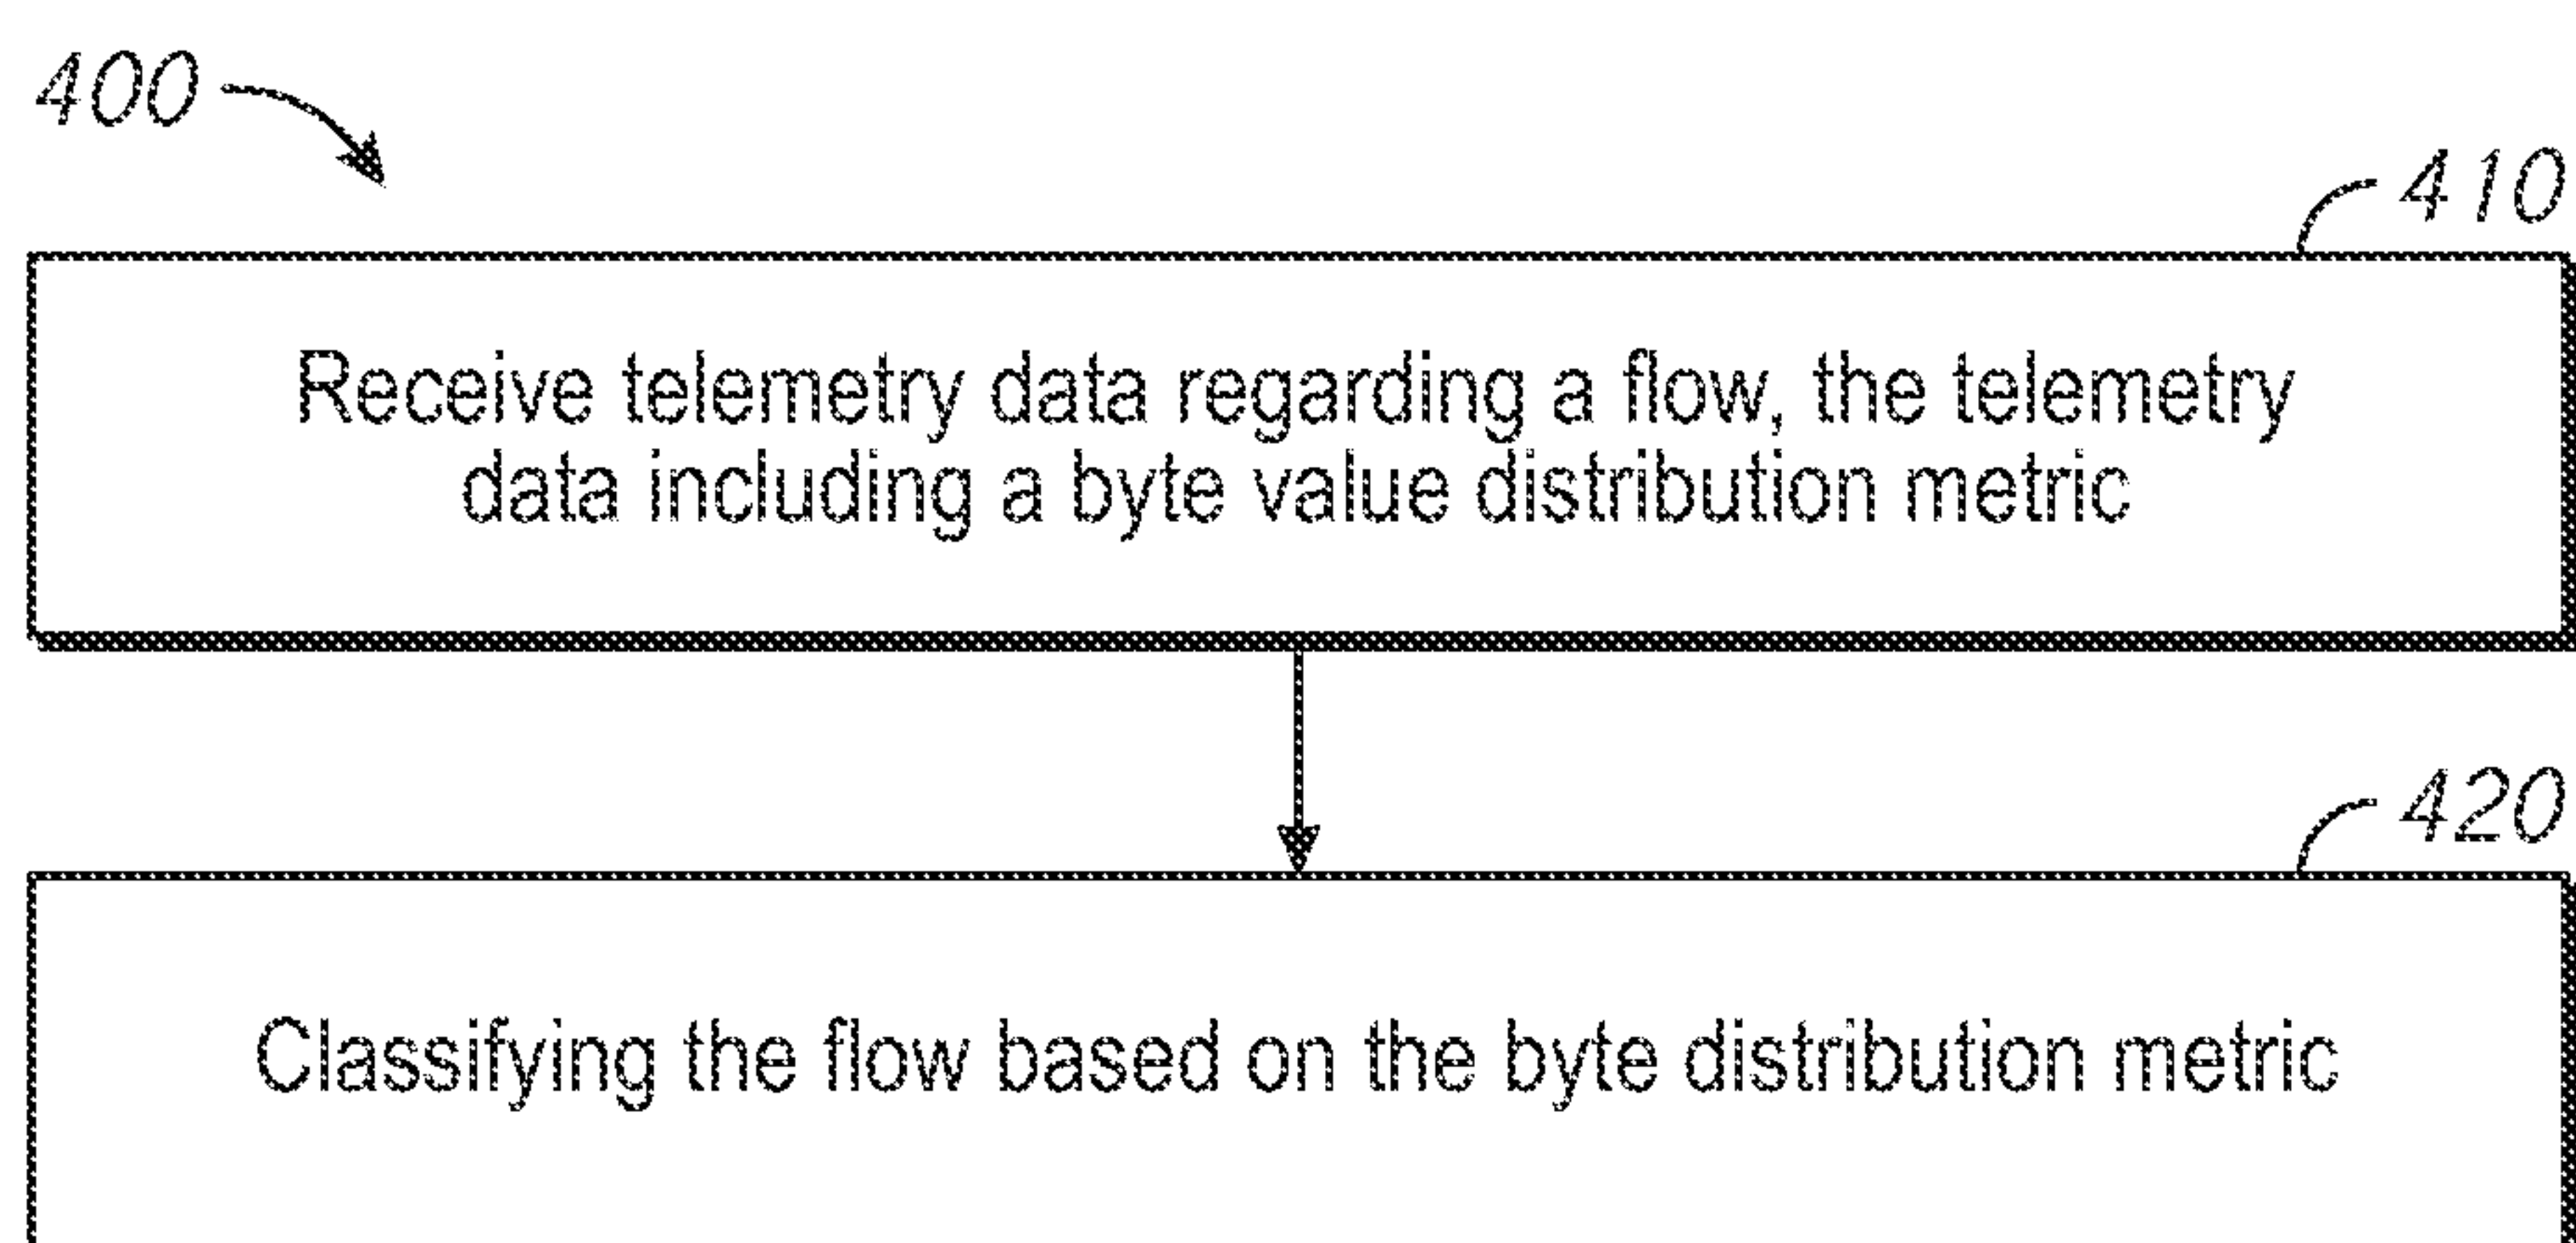 400
410
Receive telemetry data regarding a flow, the telemetry
data including a byte value distribution metric
420
Classifying the flow based on the byte distribution metric